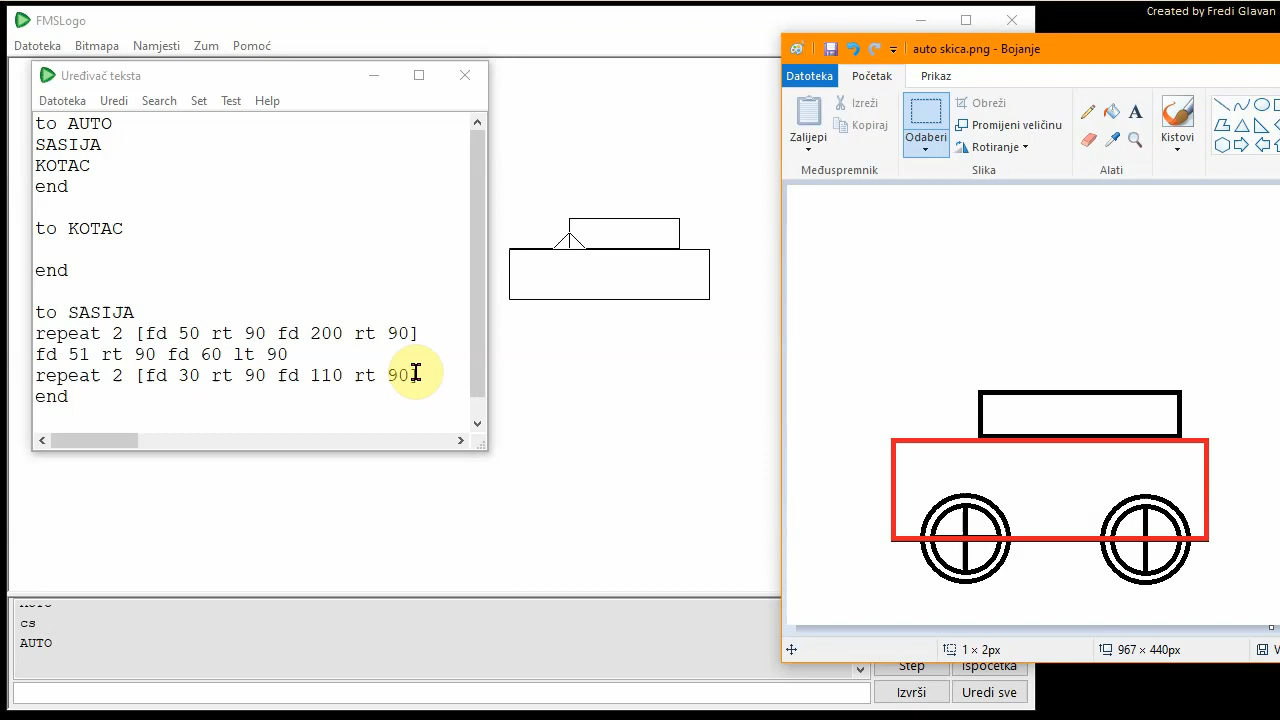 Created by Fredi Glavan
FMSLogo
Datoteka Bitmapa Namjesti Zum Pomoć
Uređivač teksta
Datoteka Uredi Search Set Test Help
to AUTO
SASIJA
KOTAC
end
to KOTAC
end
to SASIJA
repeat 2 [fd 50 rt 90 fd 200 rt 90]
fd 51 rt 90 fd 60 lt 90
repeat 2 [fd 30 rt 90 fd 110 rt 90]
end
auto skica.png - Bojanje
Datoteka Početak Prikaz
Zalijepi
Izreži
Kopiraj
Međuspremnik
Odaberi
Obreži
Promijeni veličinu
Rotiranje
Slika
Alati
Kistovi
1 × 2px
967 × 440px
cs
AUTO
Step Ispočetka
Izvrši Uredi sve